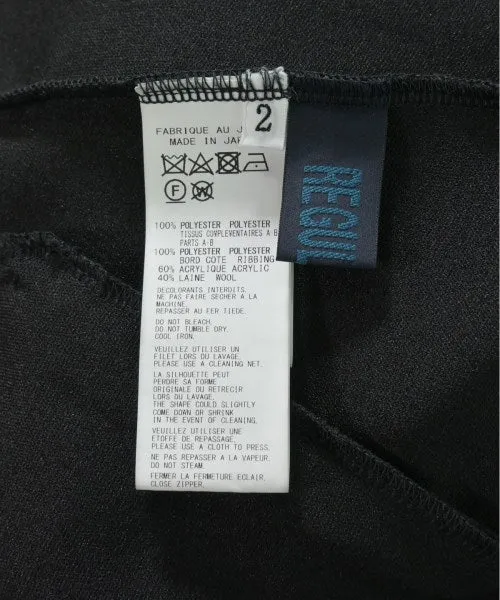 2
FABRIQUE AU J
MADE IN JAP
F W
REGUL
100% POLYESTER POLYESTER
TISSUS COMPLEMENTAIRES A-B
PARTS A-B
100% POLYESTER POLYESTER
BORD COTE RIBBING
60% ACRYLIQUE ACRYLIC
40% LAINE WOOL
DECOLORANTS INTERDITS.
NE PAS FAIRE SECHER A LA
MACHINE.
REPASSER AU FER TIEDE.
DO NOT BLEACH.
DO NOT TUMBLE DRY.
COOL IRON.
VEUILLEZ UTILISER UN
FILET LORS DU LAVAGE.
PLEASE USE A CLEANING NET.
LA SILHOUETTE PEUT
PERDRE SA FORME
ORIGINALE OU RETRECIR
LORS DU LAVAGE.
THE SHAPE COULD SLIGHTLY
COME DOWN OR SHRINK
IN THE EVENT OF CLEANING.
VEUILLEZ UTILISER UNE
ETOFFE DE REPASSAGE.
PLEASE USE A CLOTH TO PRESS.
NE PAS REPASSER A LA VAPEUR.
DO NOT STEAM.
FERMER LA FERMETURE ECLAIR.
CLOSE ZIPPER.